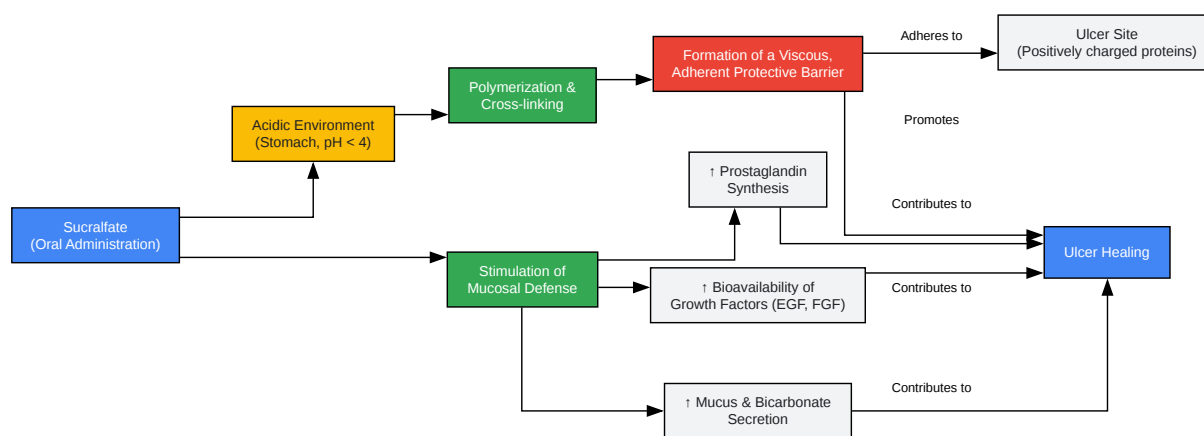 Formation of a Viscous,
Adherent Protective Barrier
Adheres to
Ulcer Site
(Positively charged proteins)
Polymerization &
Cross-linking
Acidic Environment
(Stomach, pH < 4)
Promotes
↑ Prostaglandin
Synthesis
Contributes to
Sucralfate
(Oral Administration)
Ulcer Healing
Stimulation of
Mucosal Defense
↑ Bioavailability of
Growth Factors (EGF, FGF)
Contributes to
↑ Mucus & Bicarbonate
Secretion
Contributes to